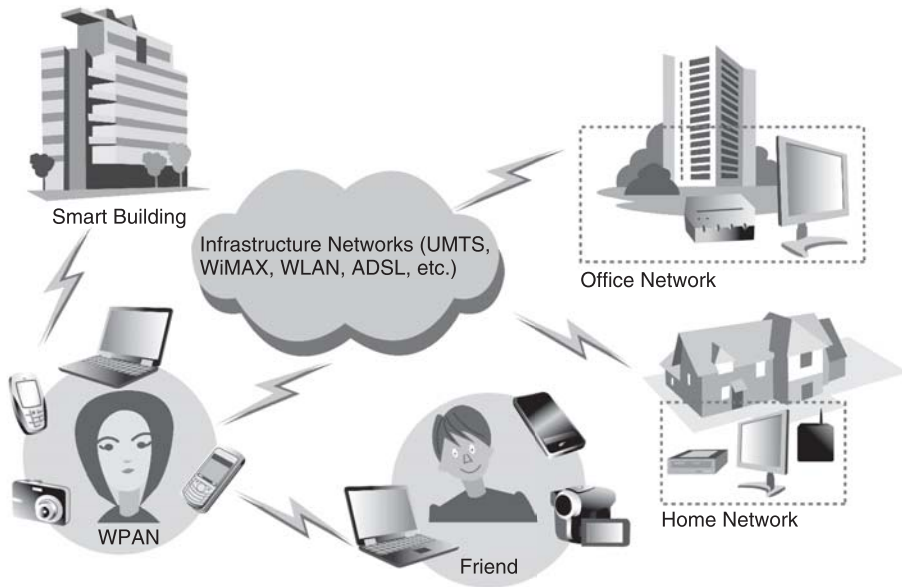 Smart Building
Infrastructure Networks (UMTS,
WiMAX, WLAN, ADSL, etc.)
Office Network
Home Network
WPAN
Friend